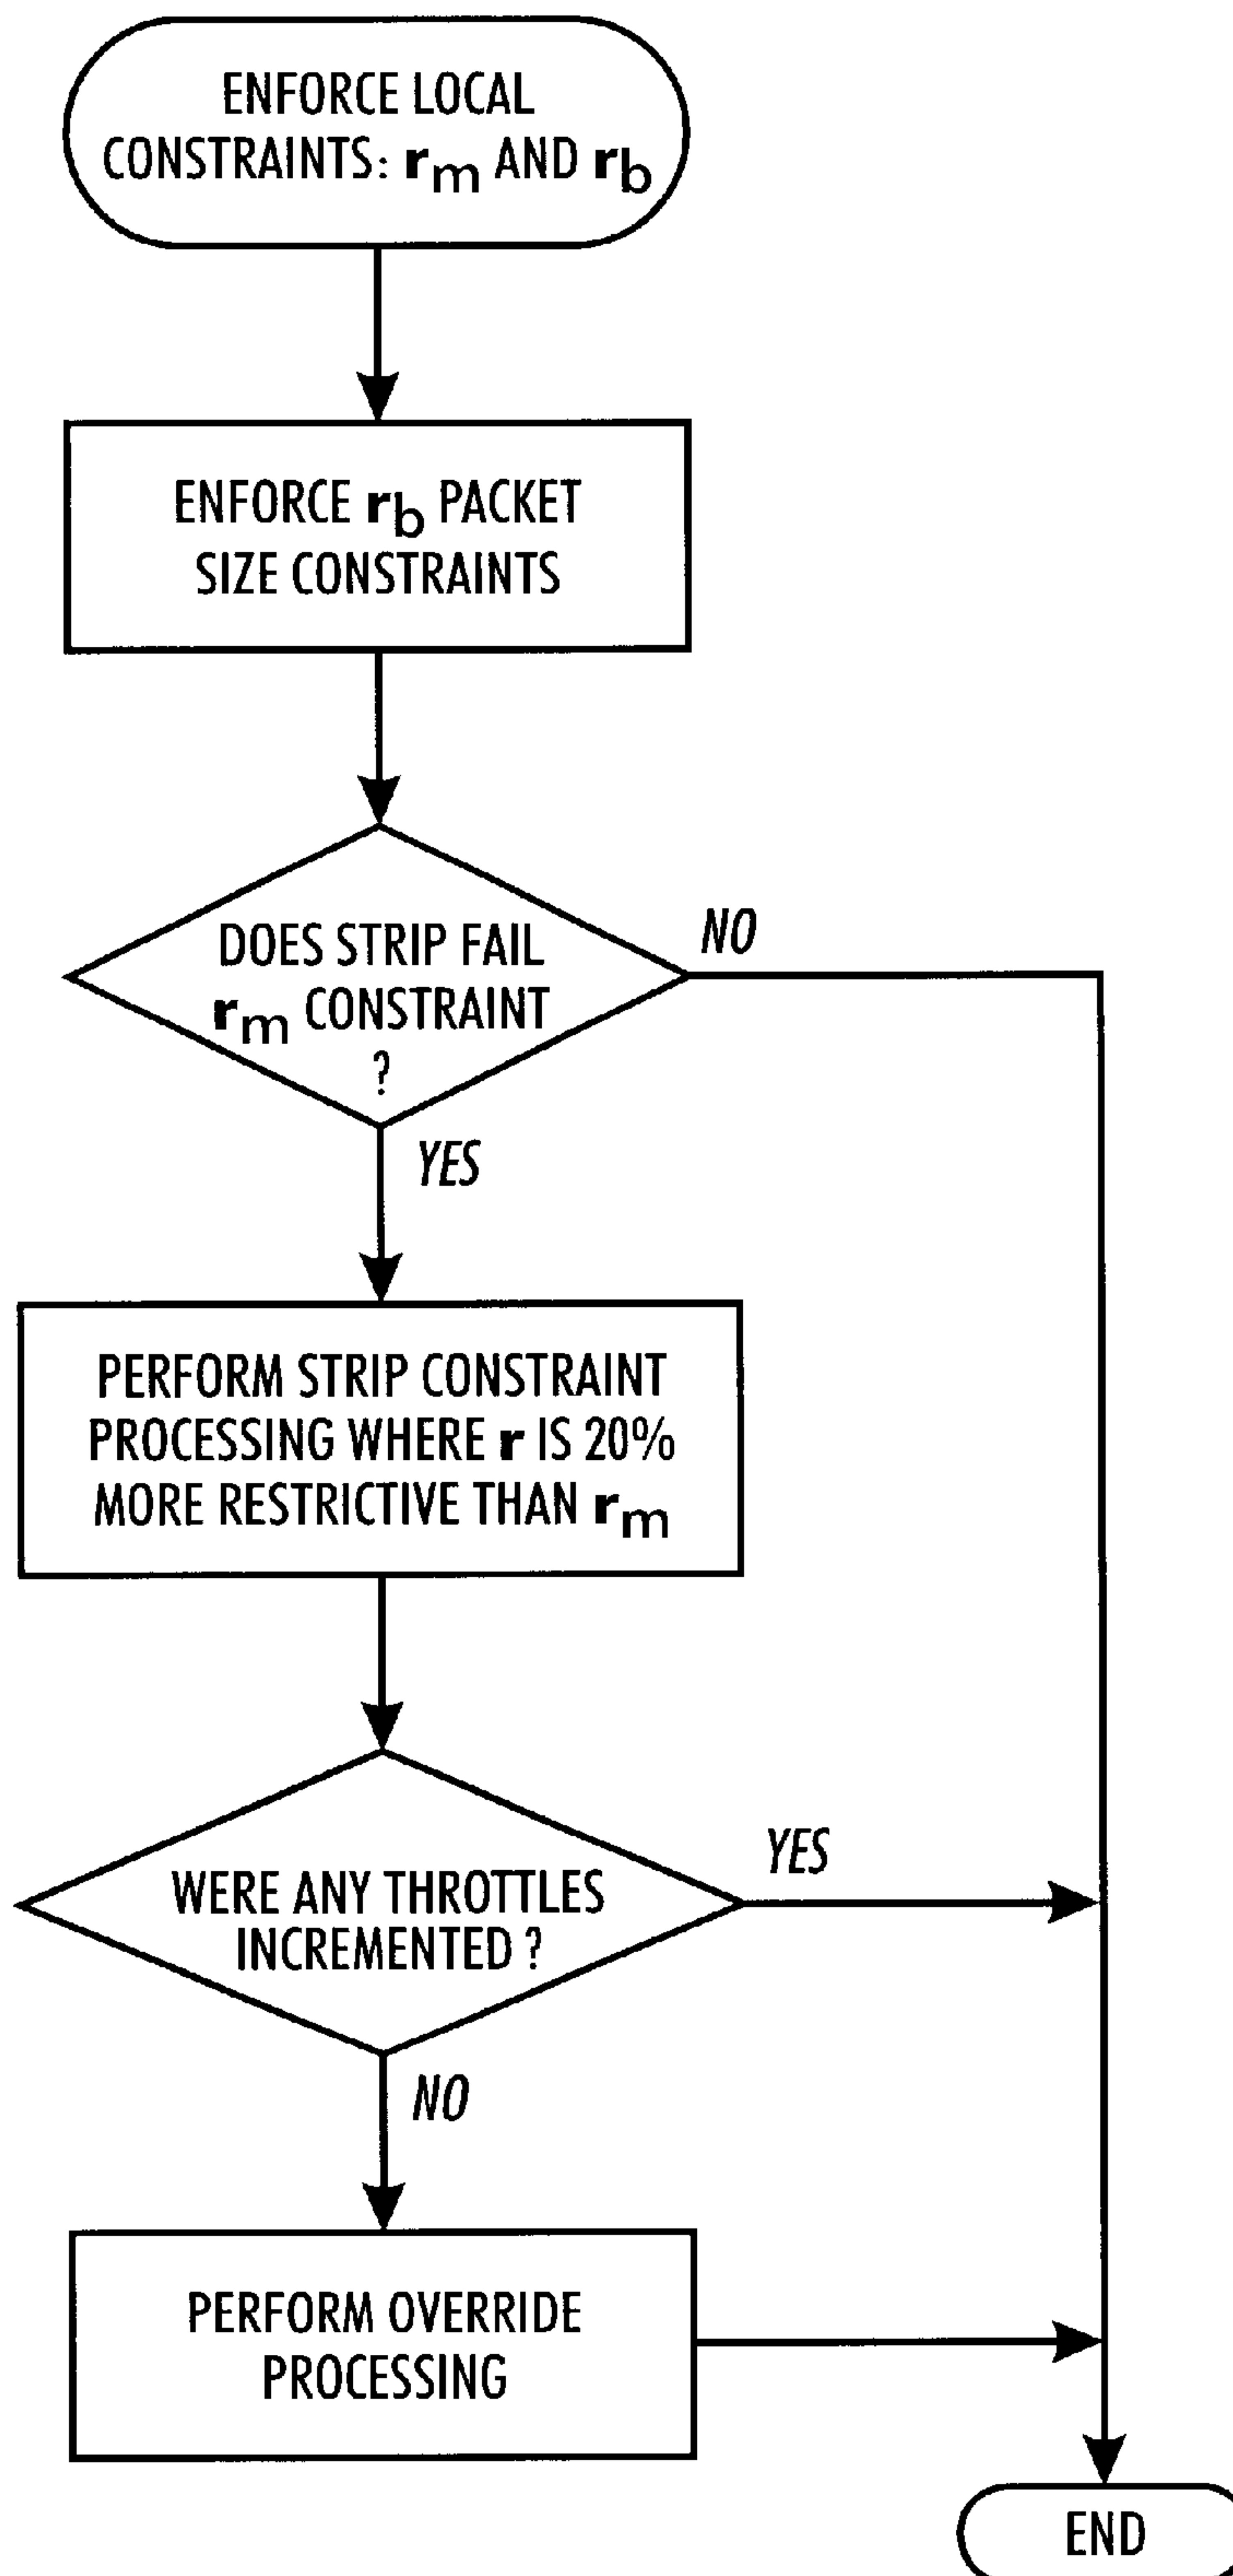 ENFORCE LOCAL
CONSTRAINTS: rm AND rb
ENFORCE rb PACKET
SIZE CONSTRAINTS
DOES STRIP FAIL
rm CONSTRAINT
?
NO
YES
PERFORM STRIP CONSTRAINT
PROCESSING WHERE r IS 20%
MORE RESTRICTIVE THAN rm
WERE ANY THROTTLES
INCREMENTED ?
YES
NO
PERFORM OVERRIDE
PROCESSING
END